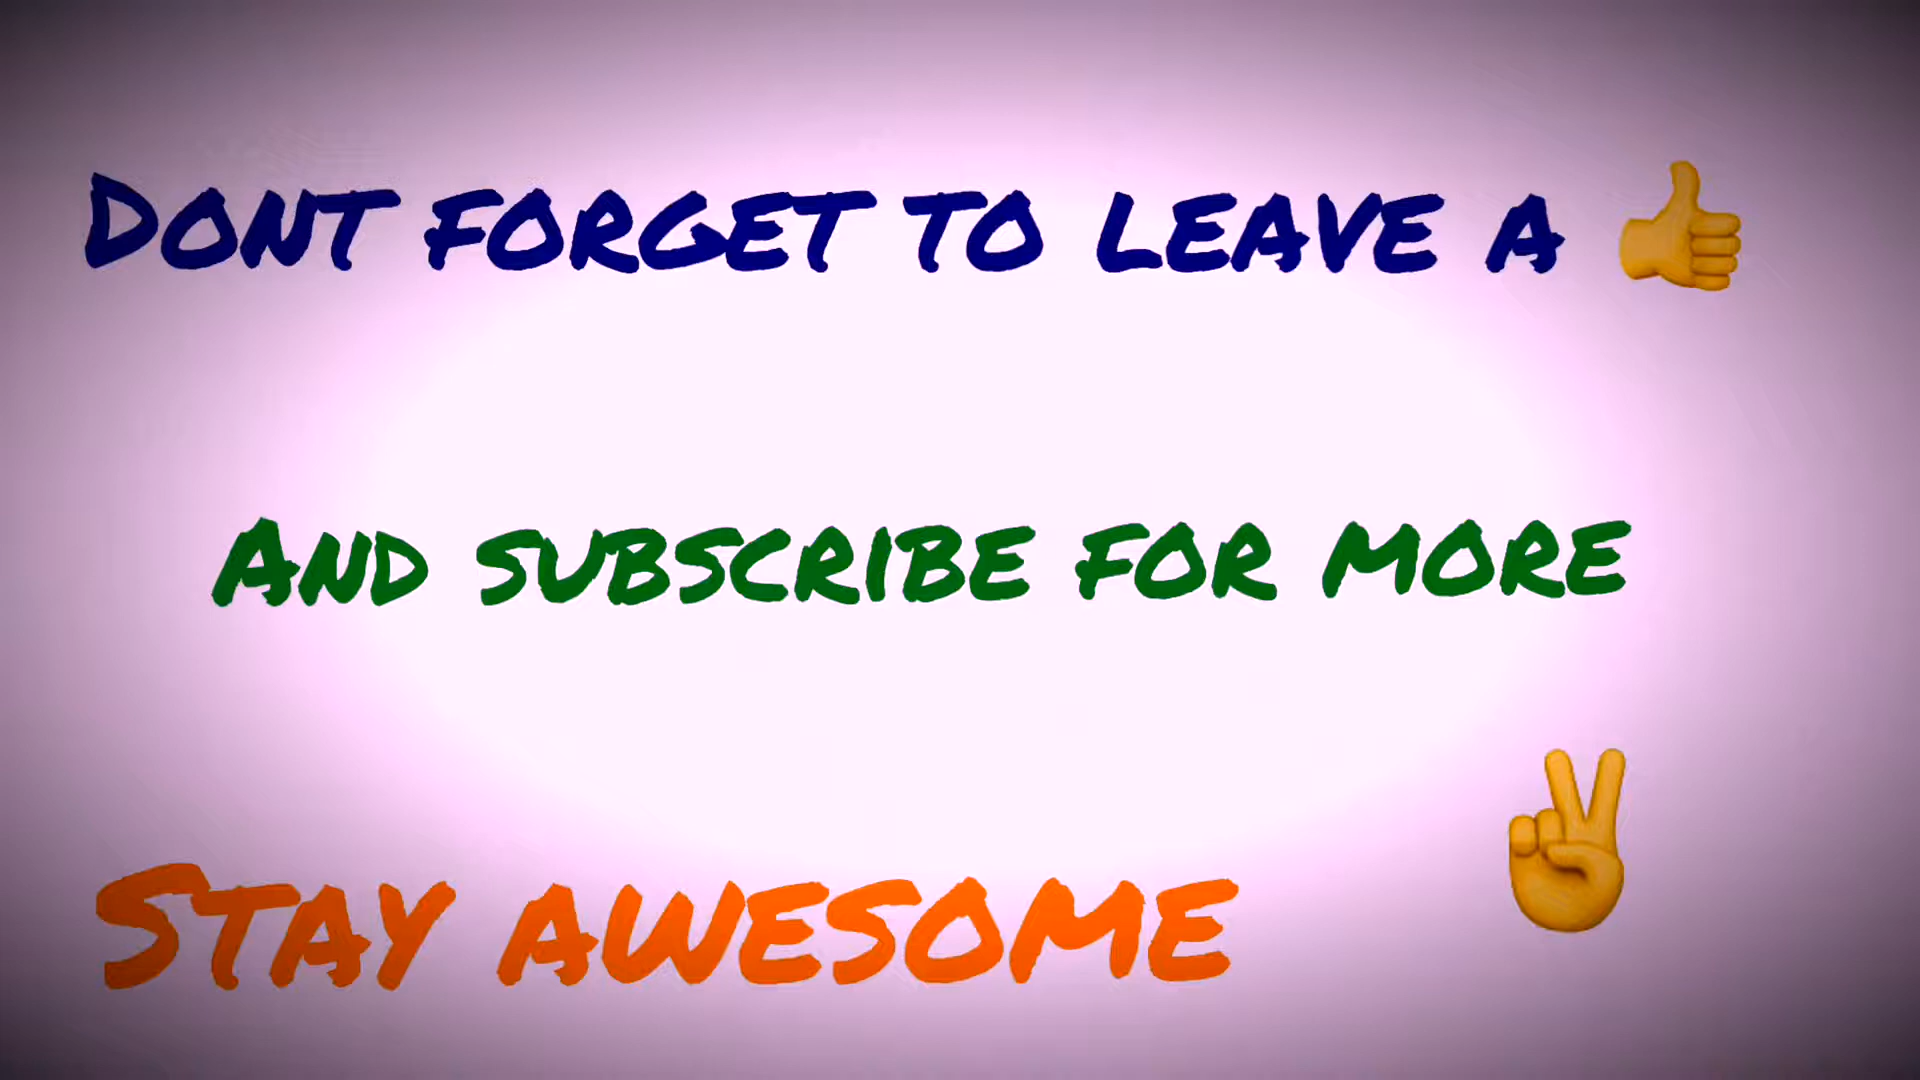 Dont forget to leave a 👍
And subscribe for more
Stay awesome ✌️